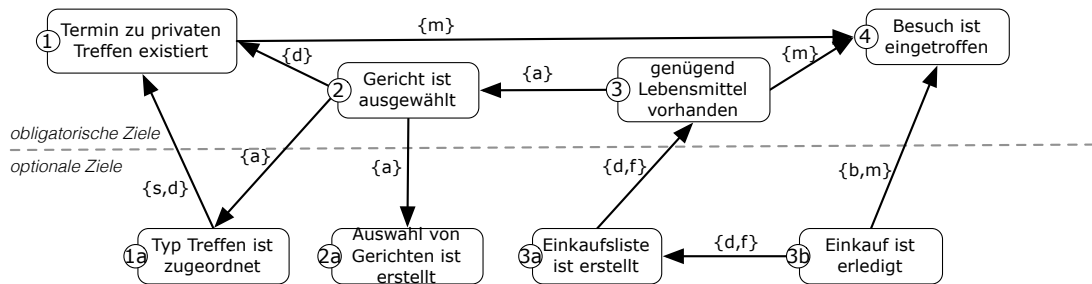 1
Termin zu privaten
Treffen existiert
{m}
4
Besuch ist
eingetroffen
{d}
2
Gericht ist
ausgewählt
{a}
3
genügend
Lebensmittel
vorhanden
{m}
obligatorische Ziele
optionale Ziele
{s,d}
{a}
{a}
{d,f}
{b,m}
1a
Typ Treffen ist
zugeordnet
2a
Auswahl von
Gerichten ist
erstellt
3a
Einkaufsliste
ist erstellt
{d,f}
3b
Einkauf ist
erledigt